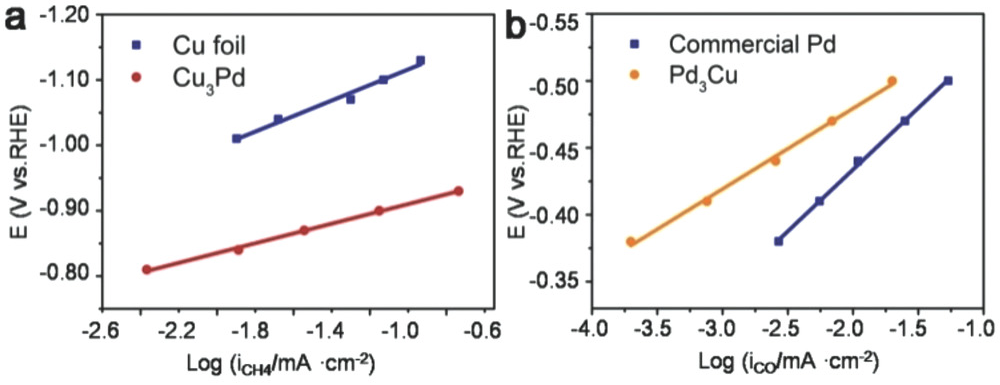 a
-1.20
-1.10
-1.00
-0.90
-0.80
E (V vs.RHE)
Cu foil
Cu₃Pd
-2.6 -2.2 -1.8 -1.4 -1.0 -0.6
Log (i_CH4/mA ·cm⁻²)
b
-0.55
-0.50
-0.45
-0.40
-0.35
E (V vs.RHE)
Commercial Pd
Pd₃Cu
-4.0 -3.5 -3.0 -2.5 -2.0 -1.5 -1.0
Log (i_CO/mA ·cm⁻²)